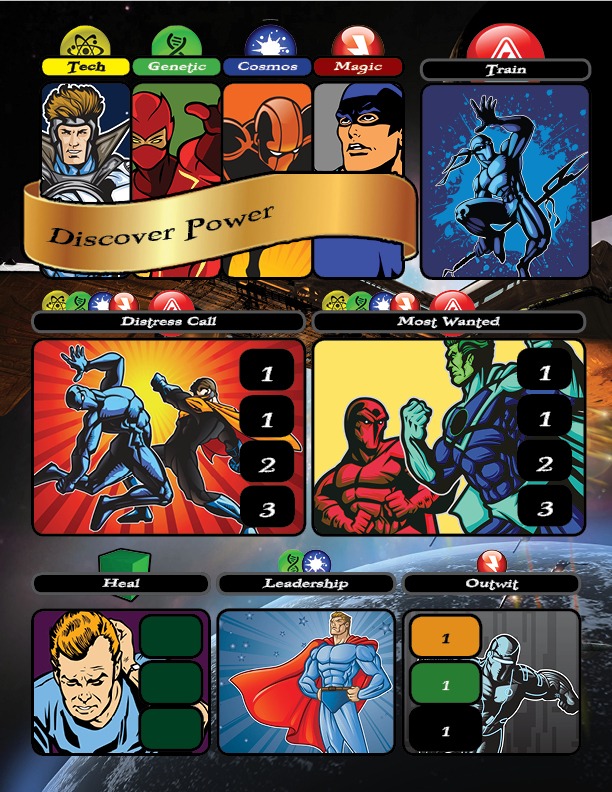 Tech Genetic Cosmos Magic Train
Discover Power
Distress Call
1
1
2
3
Most Wanted
1
1
2
3
Heal
Leadership
Outwit
1
1
1